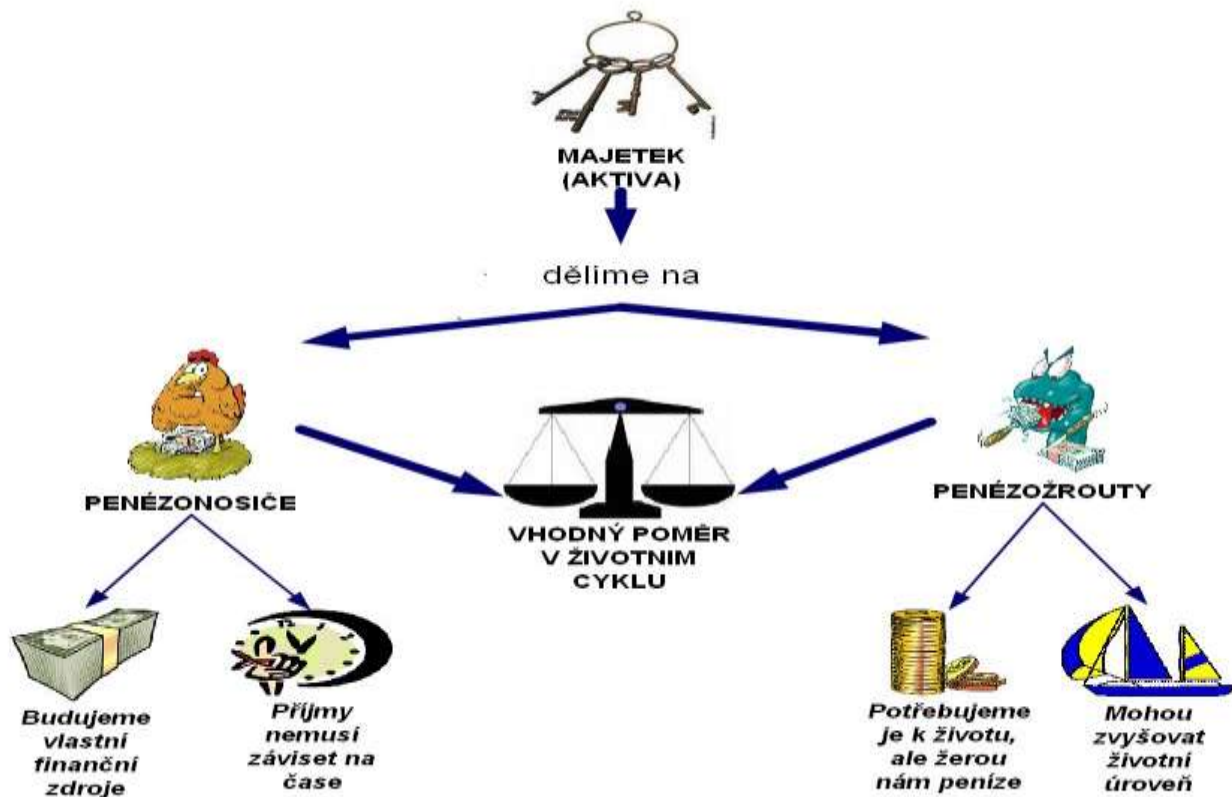 MAJETEK
(AKTIVA)
dělime na
PENÉZONOSIČE
PENÉZOŽROUTY
VHODNÝ POMĚR
V ŽIVOTNIM
CYKLU
Budujeme
vlastní
finanční
zdroje
Příjmy
nemusí
záviset na
čase
Potřebujeme
je k životu,
ale žerou
nám peníze
Mohou
zvyšovat
životní
úroveň